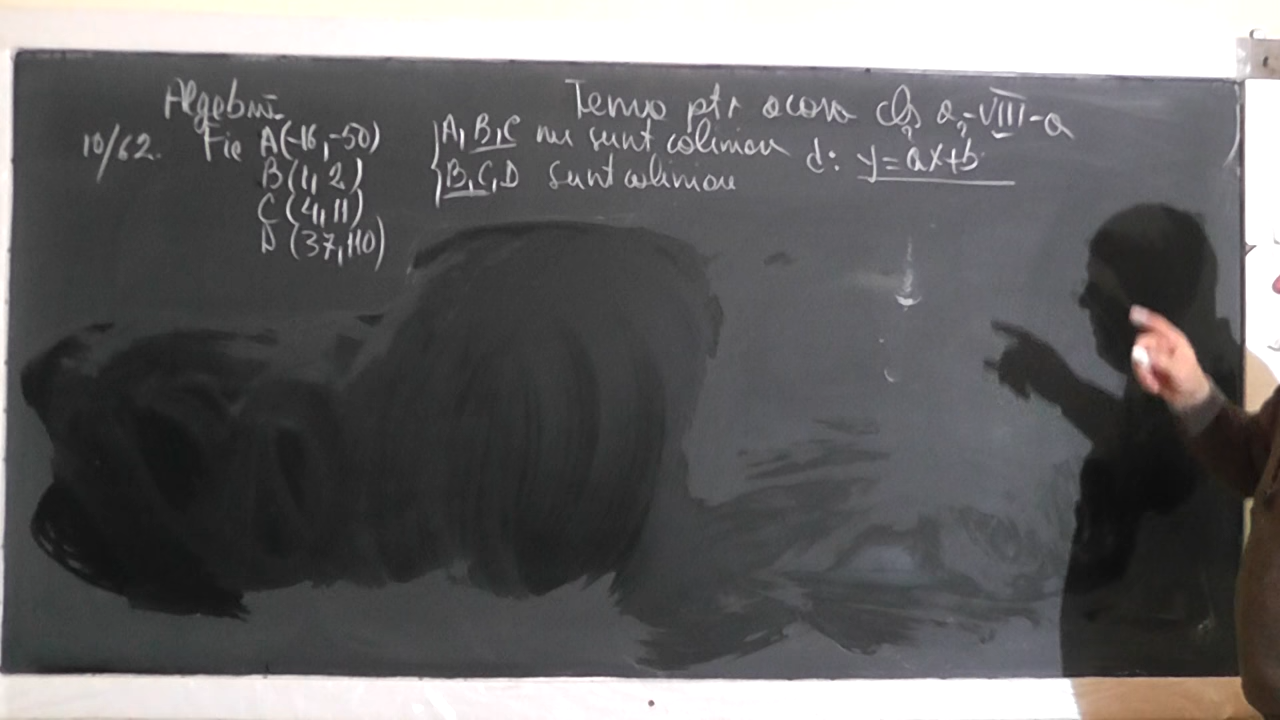 Algebră
Temă ptr acasă cls a-VIII-a
10/62. Fie A(-16,-50)
B(1,2)
C(4,11)
D(37,110)
A,B,C nu sunt coliniare
B,C,D sunt coliniare
d: y=ax+b
? ?